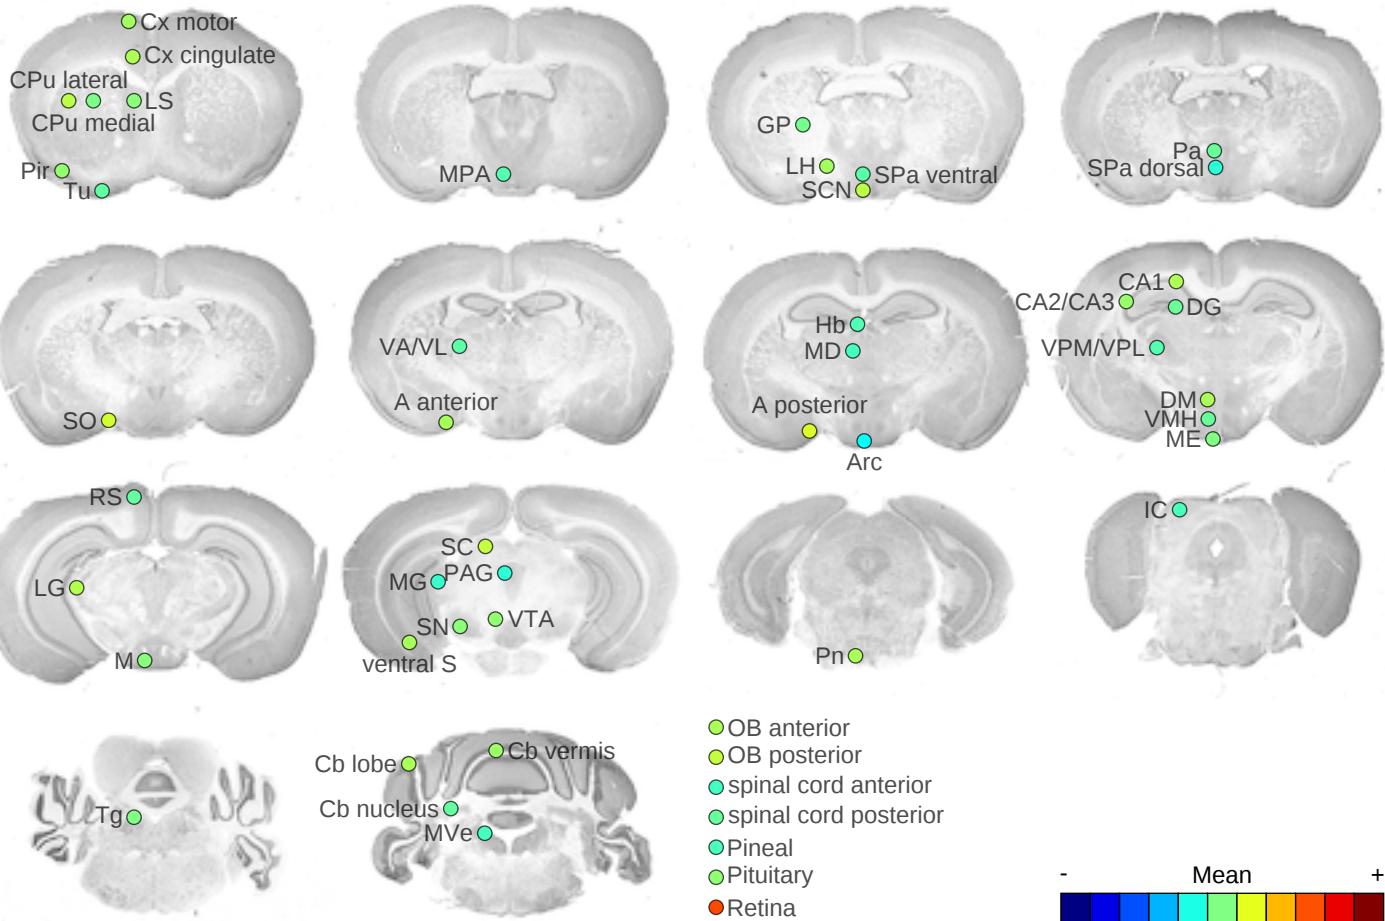 Cx motor
Cx cingulate
CPu lateral
LS
CPu medial
Pir
Tu
MPA
GP
LH
SPa ventral
SCN
Pa
SPa dorsal
SO
VA/VL
A anterior
Hb
MD
A posterior
Arc
CA1
CA2/CA3
DG
VPM/VPL
DM
VMH
ME
RS
LG
M
SC
MG
PAG
SN
VTA
ventral S
Pn
IC
Tg
Cb lobe
Cb vermis
Cb nucleus
MVe
OB anterior
OB posterior
spinal cord anterior
spinal cord posterior
Pineal
Pituitary
Retina
- Mean +